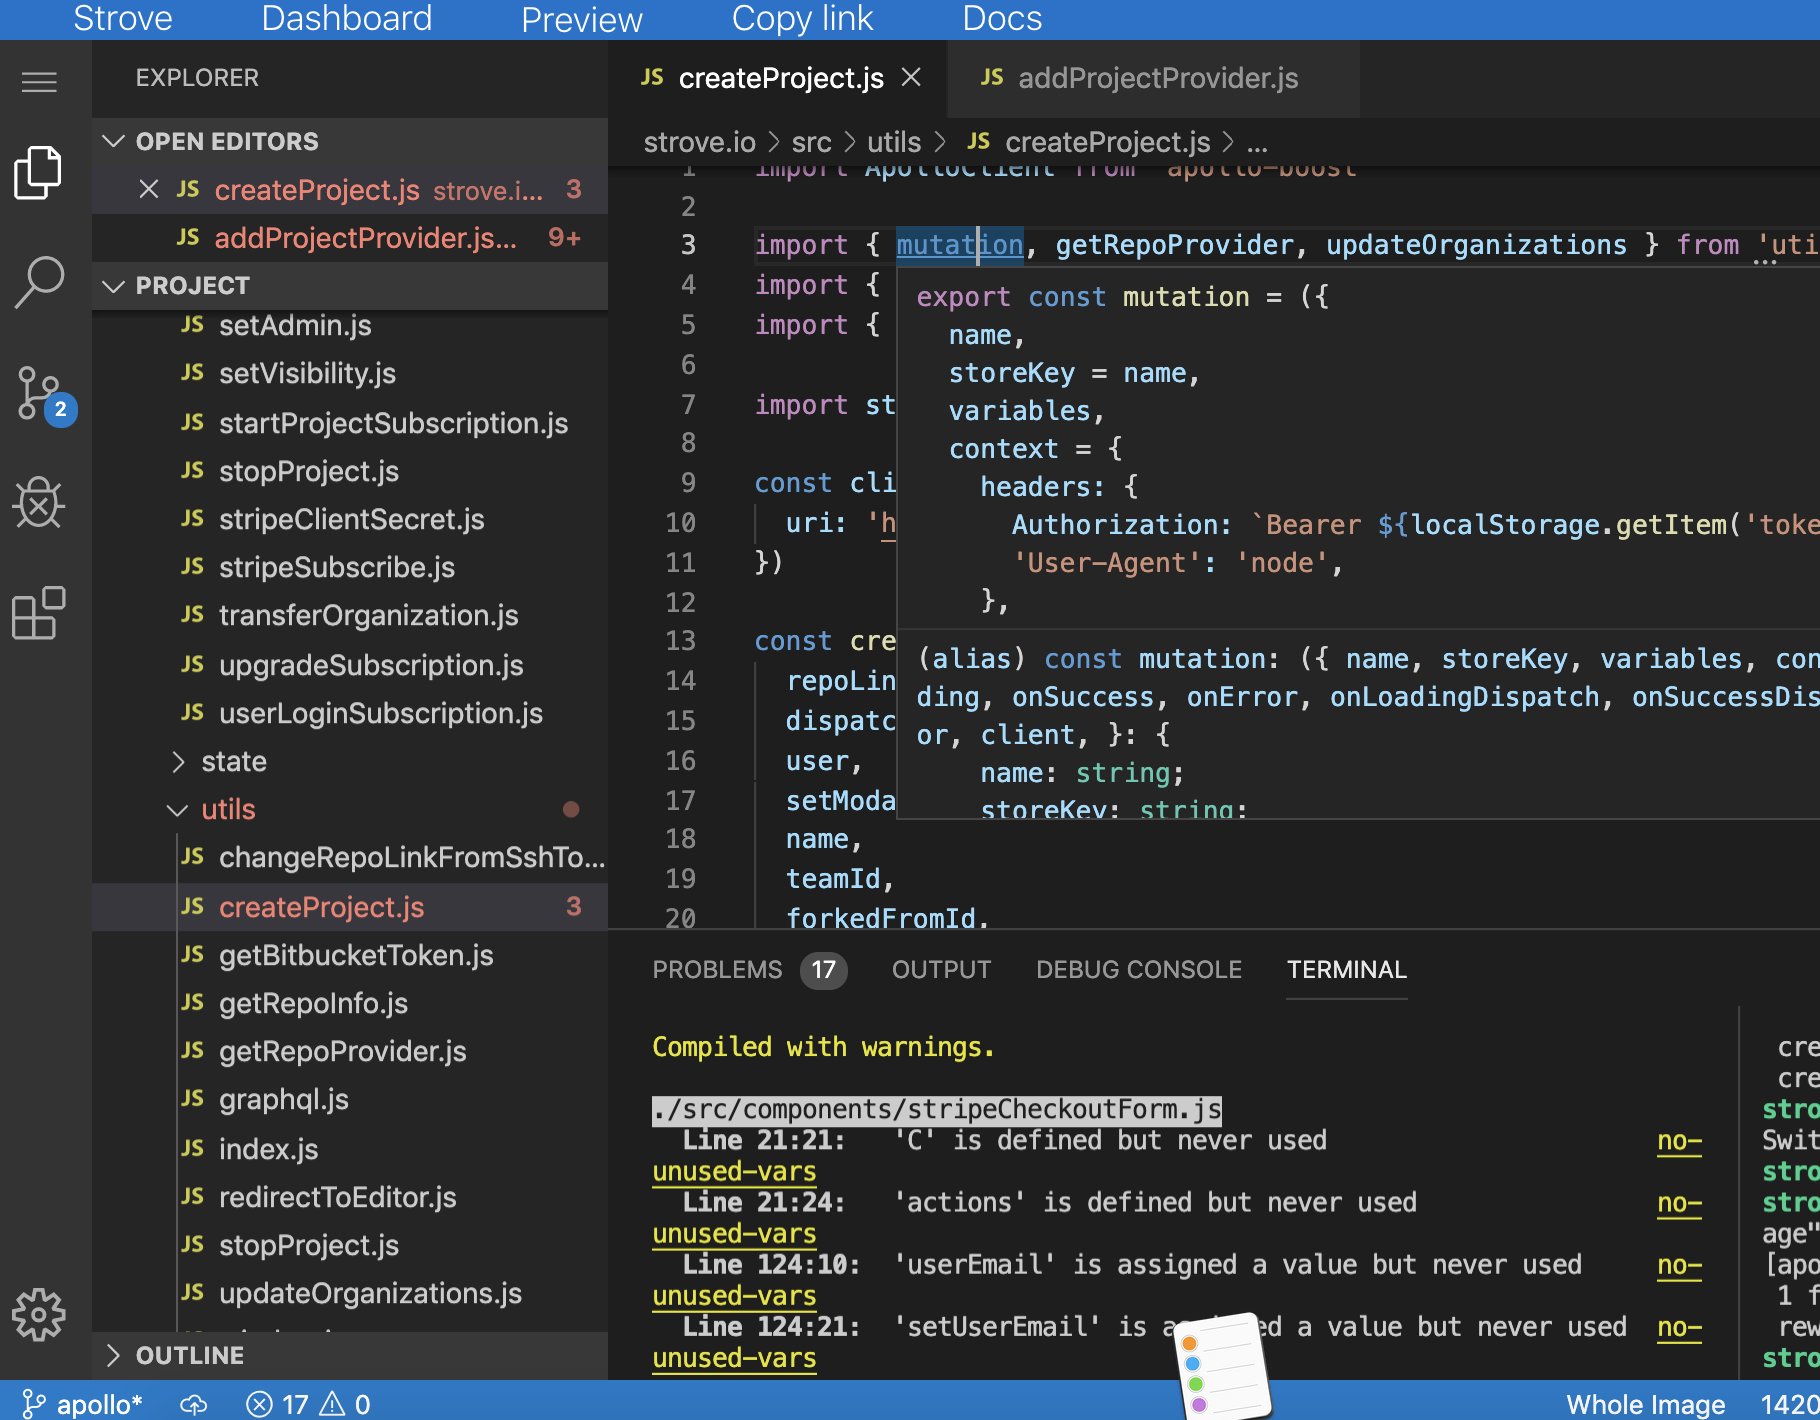 Strove Dashboard Preview Copy link Docs
EXPLORER
OPEN EDITORS
JS createProject.js strove.i... 3
JS addProjectProvider.js... 9+
PROJECT
JS setAdmin.js
JS setVisibility.js
JS startProjectSubscription.js
JS stopProject.js
JS stripeClientSecret.js
JS stripeSubscribe.js
JS transferOrganization.js
JS upgradeSubscription.js
JS userLoginSubscription.js
state
utils
JS changeRepoLinkFromSshTo...
JS createProject.js 3
JS getBitbucketToken.js
JS getRepoInfo.js
JS getRepoProvider.js
JS graphql.js
JS index.js
JS redirectToEditor.js
JS stopProject.js
JS updateOrganizations.js
OUTLINE
2
JS createProject.js
JS addProjectProvider.js
strove.io > src > utils > JS createProject.js > ...
1 import ApolloClient from 'apollo-boost'
2
3 import { mutation, getRepoProvider, updateOrganizations } from 'uti
4 import {
5 import {
6
7 import st
8
9 const cli
10 uri: 'h
11 })
12
13 const cre
14 repoLin
15 dispatc
16 user,
17 setModa
18 name,
19 teamId,
20 forkedFromId,
export const mutation = ({
name,
storeKey = name,
variables,
context = {
headers: {
Authorization: `Bearer ${localStorage.getItem('toke
'User-Agent': 'node',
},
(alias) const mutation: ({ name, storeKey, variables, con
ding, onSuccess, onError, onLoadingDispatch, onSuccessDis
or, client, }: {
name: string;
storeKey: string;
PROBLEMS 17 OUTPUT DEBUG CONSOLE TERMINAL
Compiled with warnings.
./src/components/stripeCheckoutForm.js
Line 21:21: 'C' is defined but never used no-
unused-vars
Line 21:24: 'actions' is defined but never used no-
unused-vars
Line 124:10: 'userEmail' is assigned a value but never used no-
unused-vars
Line 124:21: 'setUserEmail' is a value but never used no-
unused-vars
cre
cre
stro
Swit
stro
stro
age"
[apo
1 f
rew
stro
apollo* 17 0 Whole Image 1420